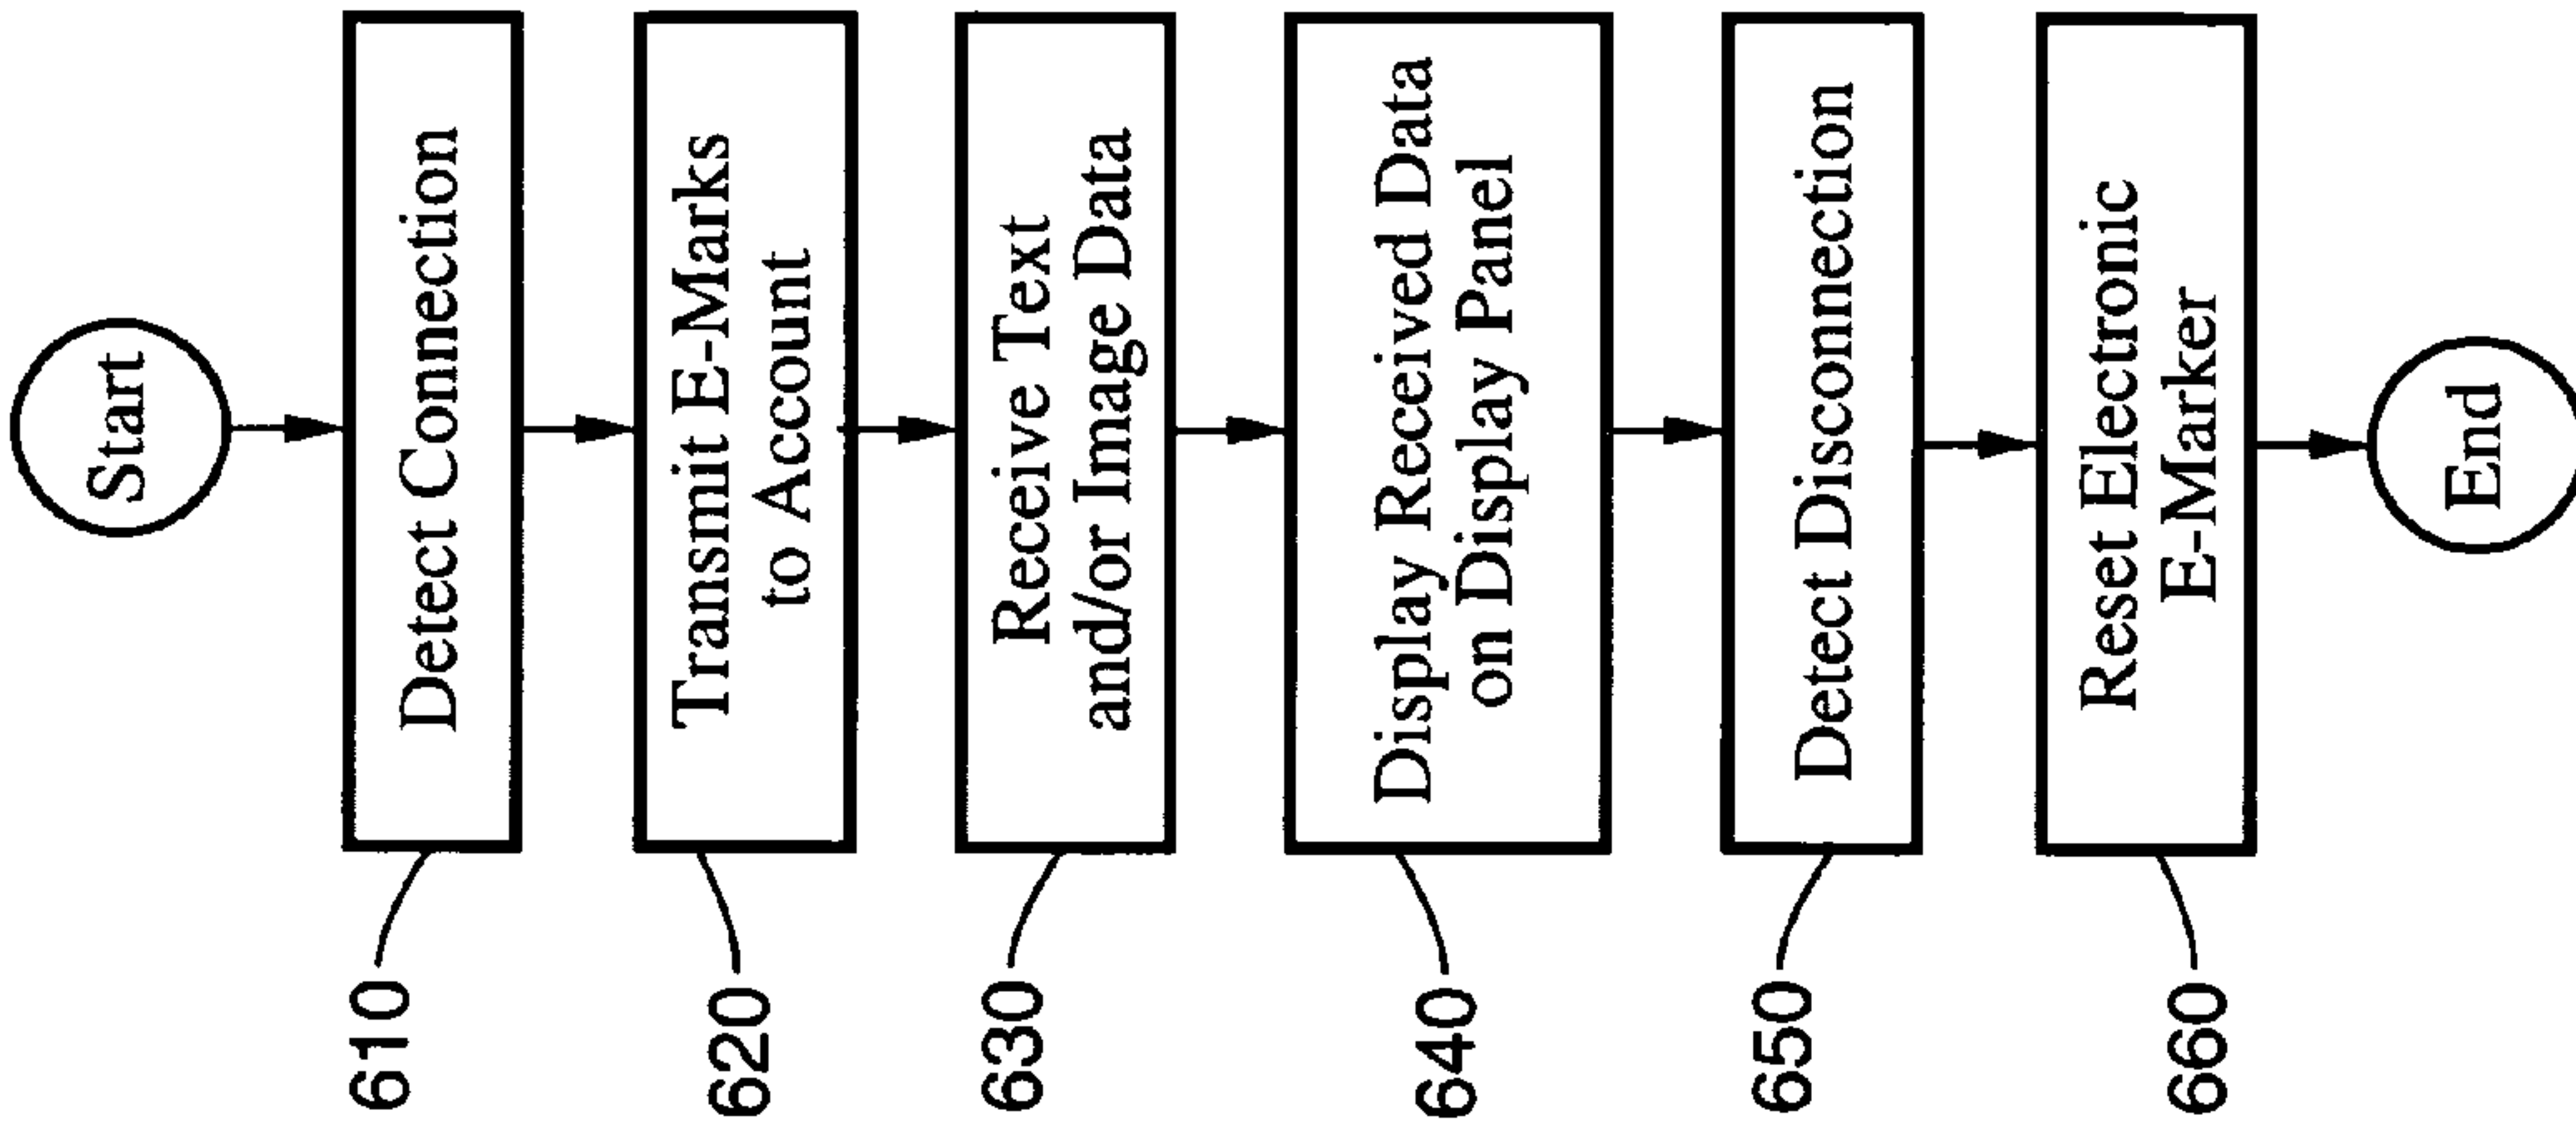 Start
610
Detect Connection
620
Transmit E-Marks
to Account
630
Receive Text
and/or Image Data
640
Display Received Data
on Display Panel
650
Detect Disconnection
660
Reset Electronic
E-Marker
End